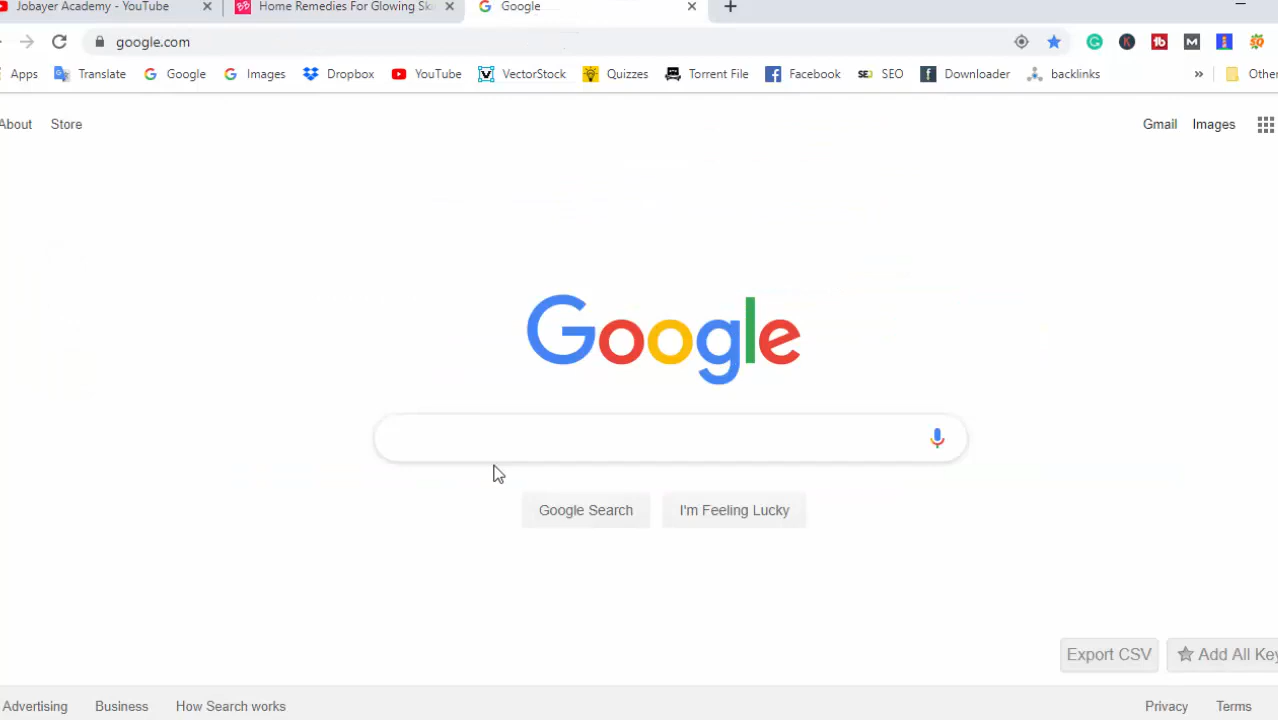 Jobayer Academy - YouTube Home Remedies For Glowing Sk Google
google.com
Apps Translate Google Images Dropbox YouTube VectorStock Quizzes Torrent File Facebook SEO Downloader backlinks » Other
About Store Gmail Images
Google
Google Search I'm Feeling Lucky
Export CSV Add All Key
Advertising Business How Search works Privacy Terms